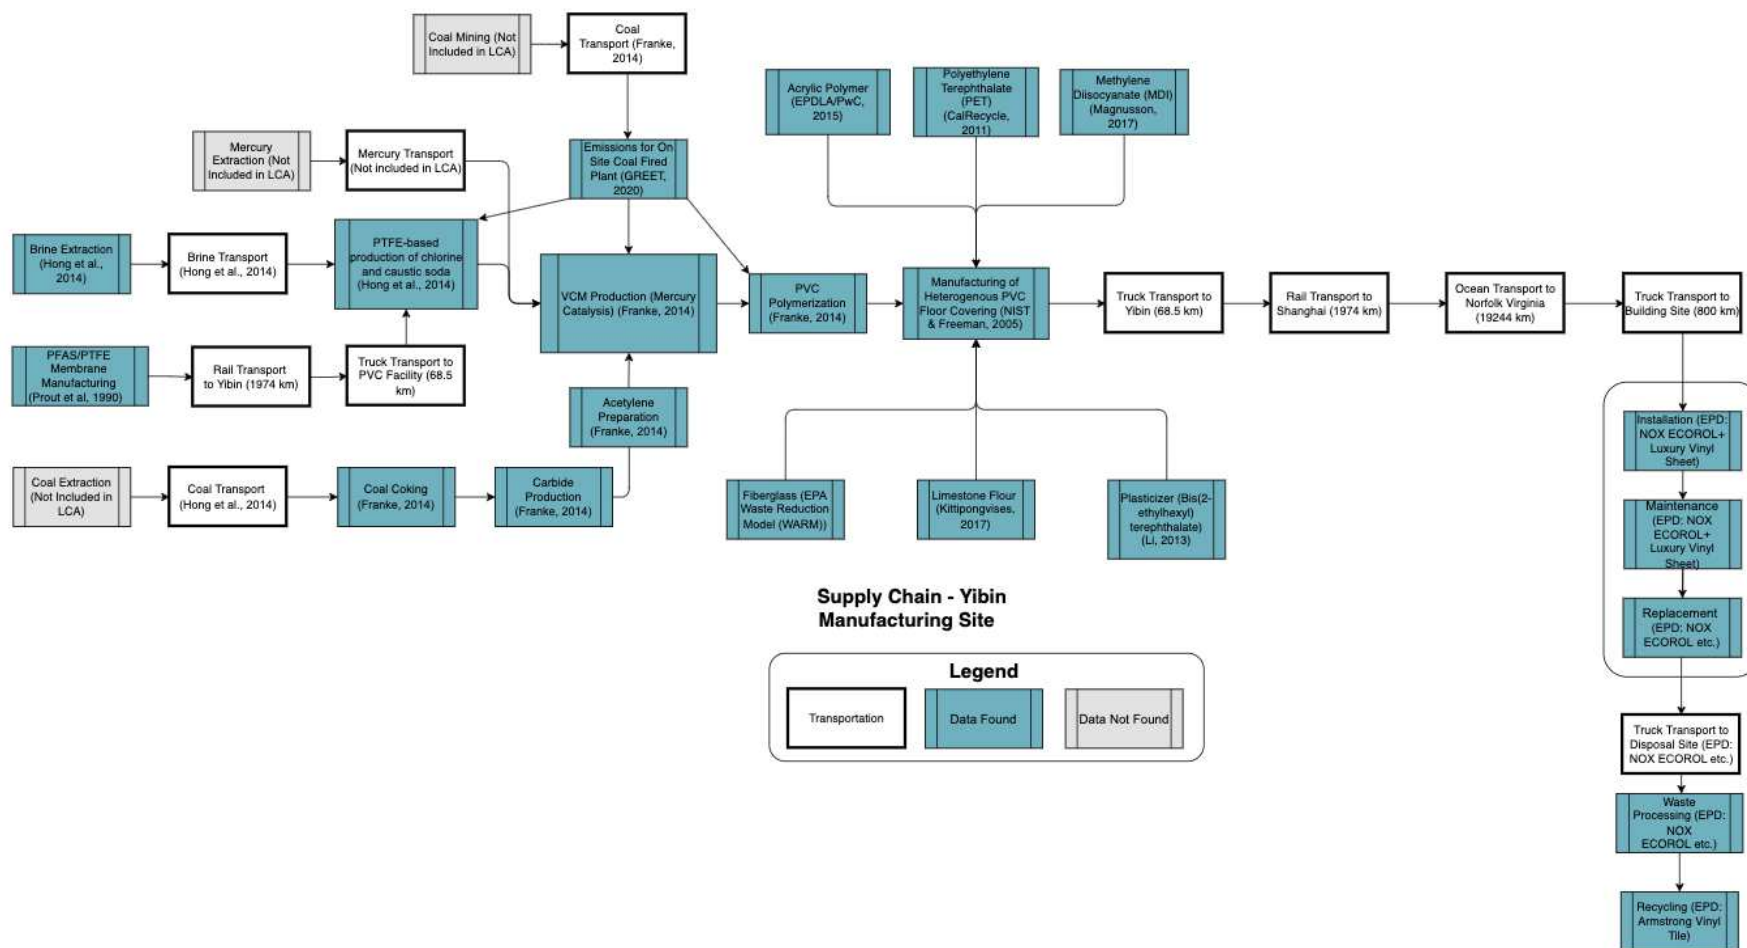 Coal Mining (Not
Included in LCA)
Coal
Transport (Franke,
2014)
Acrylic Polymer
(EPDLA/PwC,
2015)
Polyethylene
Terephthalate
(PET)
(CalRecycle,
2011)
Methylene
Diisocyanate (MDI)
(Magnusson,
2017)
Mercury
Extraction (Not
Included in LCA)
Mercury Transport
(Not included in LCA)
Emissions for On
Site Coal Fired
Plant (GREET,
2020)
Brine Extraction
(Hong et al.,
2014)
Brine Transport
(Hong et al., 2014)
PTFE-based
production of chlorine
and caustic soda
(Hong et al., 2014)
VCM Production (Mercury
Catalysis) (Franke, 2014)
PVC
Polymerization
(Franke, 2014)
Manufacturing of
Heterogenous PVC
Floor Covering (NIST
& Freeman, 2005)
Truck Transport to
Yibin (68.5 km)
Rail Transport to
Shanghai (1974 km)
Ocean Transport to
Norfolk Virginia
(19244 km)
Truck Transport to
Building Site (800 km)
PFAS/PTFE
Membrane
Manufacturing
(Prout et al, 1990)
Rail Transport
to Yibin (1974 km)
Truck Transport to
PVC Facility (68.5
km)
Acetylene
Preparation
(Franke, 2014)
Coal Extraction
(Not Included in
LCA)
Coal Transport
(Hong et al., 2014)
Coal Coking
(Franke, 2014)
Carbide
Production
(Franke, 2014)
Fiberglass (EPA
Waste Reduction
Model (WARM))
Limestone Flour
(Kittipongvises,
2017)
Plasticizer (Bis(2-
ethylhexyl)
terephthalate)
(Li, 2013)
Installation (EPD:
NOX ECOROL+
Luxury Vinyl
Sheet)
Maintenance
(EPD: NOX
ECOROL+
Luxury Vinyl
Sheet)
Replacement
(EPD: NOX
ECOROL etc.)
Truck Transport to
Disposal Site (EPD:
NOX ECOROL etc.)
Waste
Processing (EPD:
NOX
ECOROL etc.)
Recycling (EPD:
Armstrong Vinyl
Tile)
Supply Chain - Yibin
Manufacturing Site
Legend
Transportation
Data Found
Data Not Found